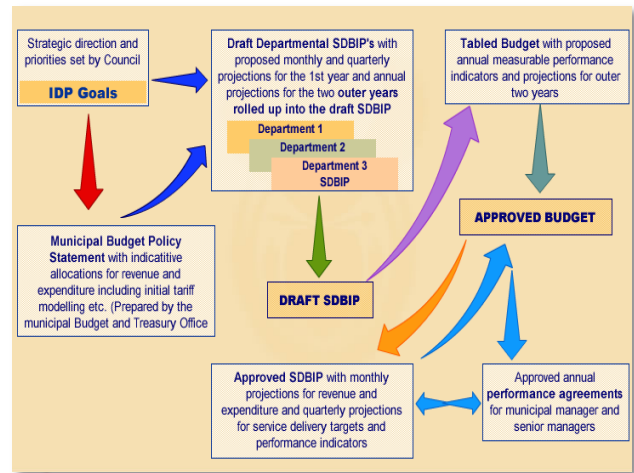 Strategic direction and
priorities set by Council
IDP Goals
Draft Departmental SDBIP's with
proposed monthly and quarterly
projections for the 1st year and annual
projections for the two outer years
rolled up into the draft SDBIP
Department 1
Department 2
Department 3
SDBIP
Tabled Budget with proposed
annual measurable performance
indicators and projections for outer
two years
Municipal Budget Policy
Statement with indicatitive
allocations for revenue and
expenditure including initial tariff
modelling etc. (Prepared by the
municipal Budget and Treasury Office
DRAFT SDBIP
APPROVED BUDGET
Approved SDBIP with monthly
projections for revenue and
expenditure and quarterly projections
for service delivery targets and
performance indicators
Approved annual
performance agreements
for municipal manager and
senior managers